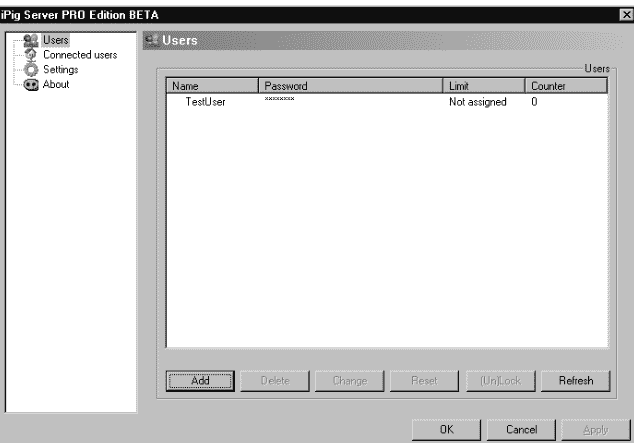 iPig Server PRO Edition BETA
Users
Connected users
Settings
About
Users
Users
Name Password Limit Counter
TestUser ******** Not assigned 0
Add Delete Change Reset (Un)Lock Refresh
OK Cancel Apply